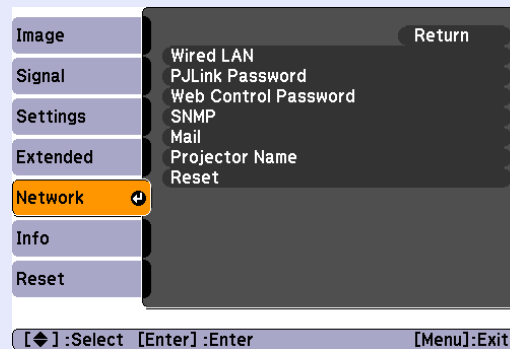 Image
Signal
Settings
Extended
Network
Info
Reset
Return
Wired LAN
PJLink Password
Web Control Password
SNMP
Mail
Projector Name
Reset
[◆] :Select [Enter] :Enter [Menu]:Exit